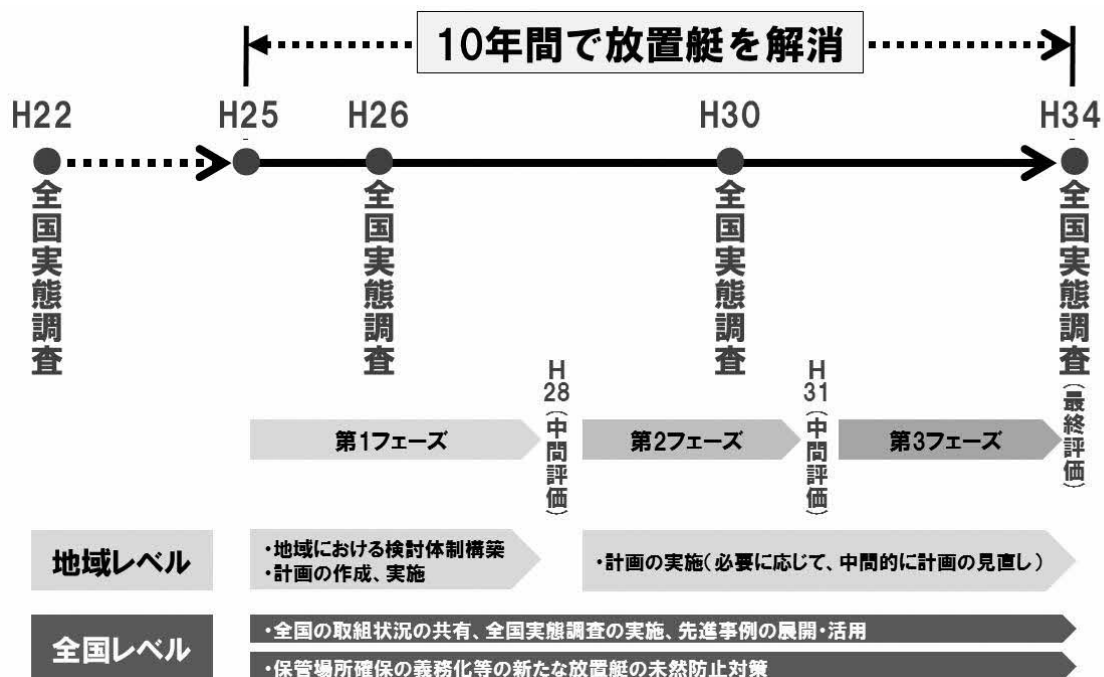 10年間で放置艇を解消
H22
H25
H26
H30
H34
全国実態調査
全国実態調査
全国実態調査
全国実態調査(最終評価)
H28(中間評価)
H31(中間評価)
第1フェーズ
第2フェーズ
第3フェーズ
地域レベル
・地域における検討体制構築
・計画の作成、実施
・計画の実施(必要に応じて、中間的に計画の見直し)
全国レベル
・全国の取組状況の共有、全国実態調査の実施、先進事例の展開・活用
・保管場所確保の義務化等の新たな放置艇の未然防止対策